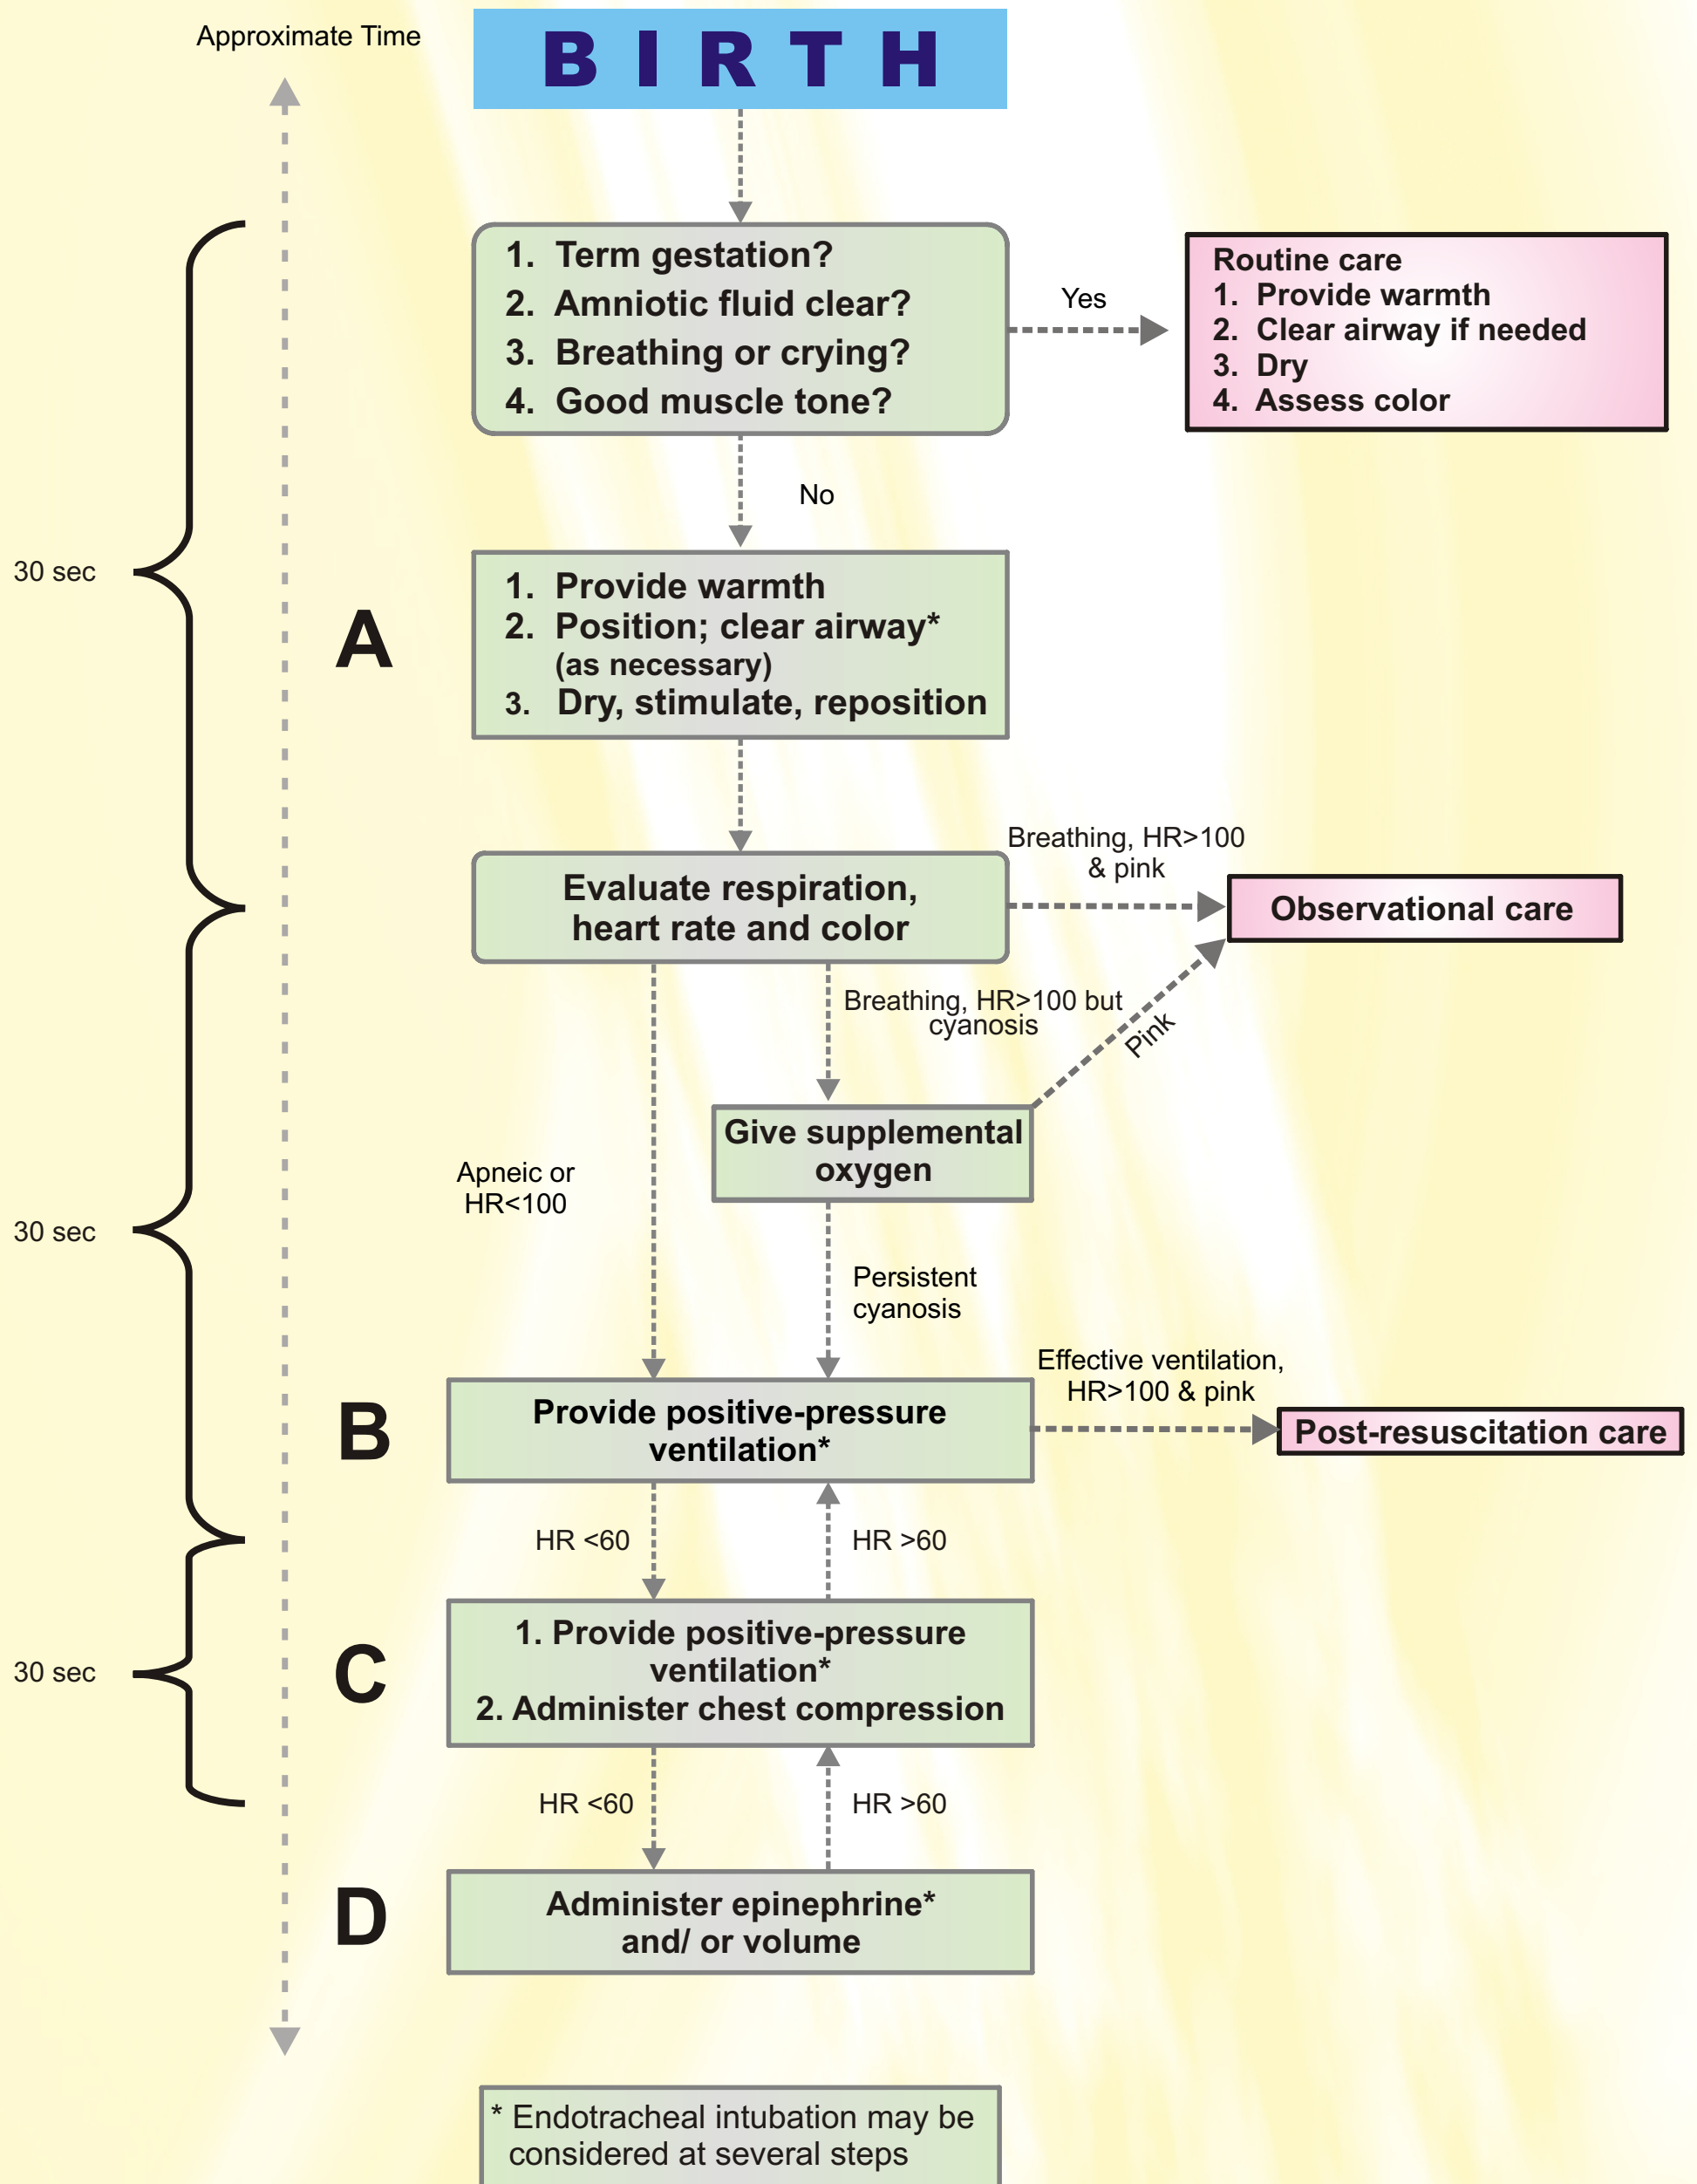 Approximate Time
BIRTH
1. Term gestation?
2. Amniotic fluid clear?
3. Breathing or crying?
4. Good muscle tone?
Yes
Routine care
1. Provide warmth
2. Clear airway if needed
3. Dry
4. Assess color
No
30 sec
A
1. Provide warmth
2. Position; clear airway*
(as necessary)
3. Dry, stimulate, reposition
Evaluate respiration,
heart rate and color
Breathing, HR>100
& pink
Observational care
Breathing, HR>100 but
cyanosis
Pink
Give supplemental
oxygen
Apneic or
HR<100
30 sec
Persistent
cyanosis
B
Provide positive-pressure
ventilation*
Effective ventilation,
HR>100 & pink
Post-resuscitation care
HR <60
HR >60
30 sec
C
1. Provide positive-pressure
ventilation*
2. Administer chest compression
HR <60
HR >60
D
Administer epinephrine*
and/ or volume
* Endotracheal intubation may be
considered at several steps